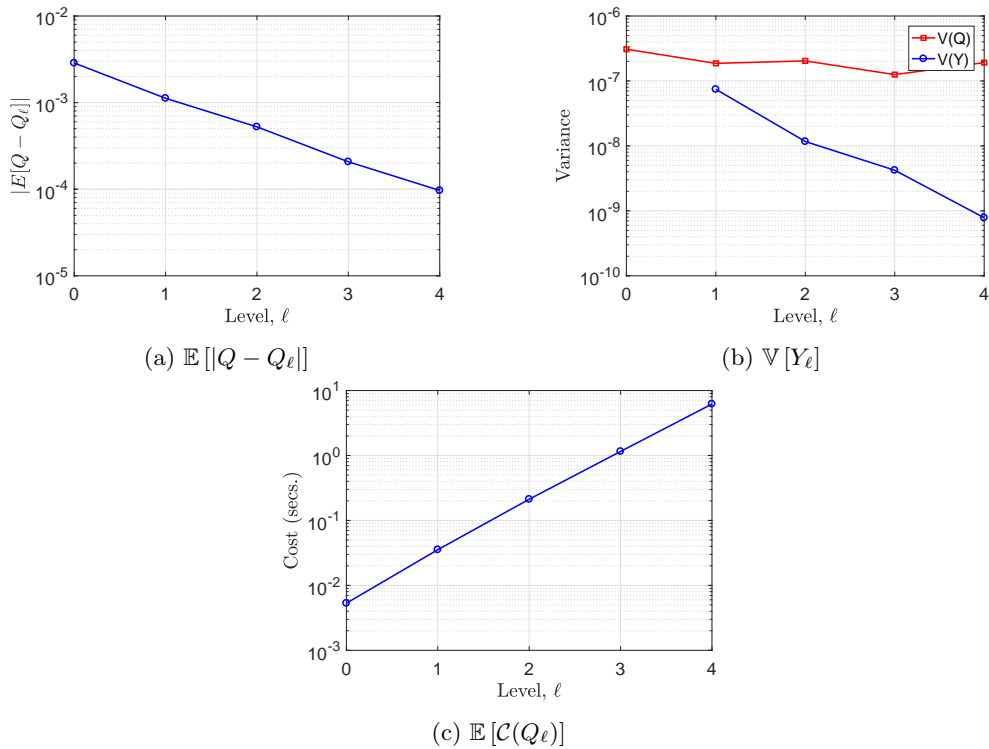 10^{-2}
10^{-3}
10^{-4}
10^{-5}
|E[Q − Q_ℓ]|
0 1 2 3 4
Level, ℓ
(a) 𝔼 [|Q − Q_ℓ|]
10^{-6}
10^{-7}
10^{-8}
10^{-9}
10^{-10}
Variance
V(Q)
V(Y)
0 1 2 3 4
Level, ℓ
(b) 𝕍 [Y_ℓ]
10^{1}
10^{0}
10^{-1}
10^{-2}
10^{-3}
Cost (secs.)
0 1 2 3 4
Level, ℓ
(c) 𝔼 [𝒞(Q_ℓ)]